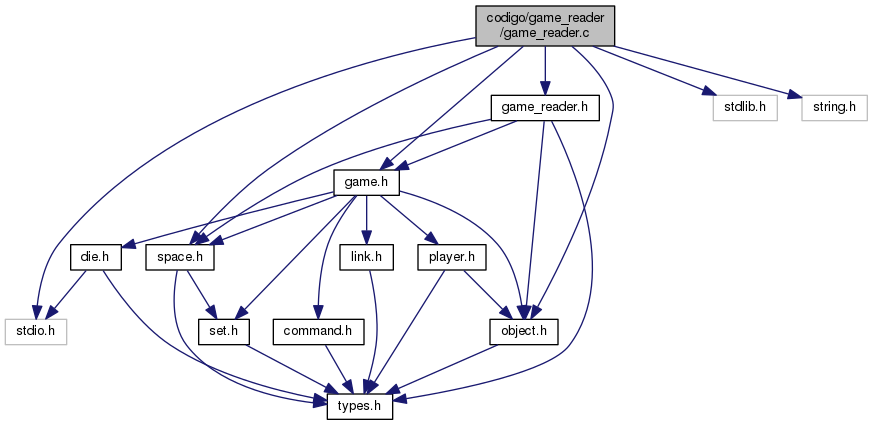 codigo/game_reader
/game_reader.c
game_reader.h
stdlib.h
string.h
game.h
die.h
space.h
link.h
player.h
stdio.h
set.h
command.h
object.h
types.h